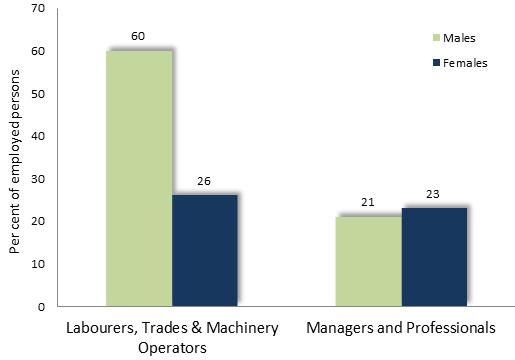 70
60
50
40
30
20
10
0
Per cent of employed persons
60
26
21
23
Males
Females
Labourers, Trades & Machinery
Operators
Managers and Professionals